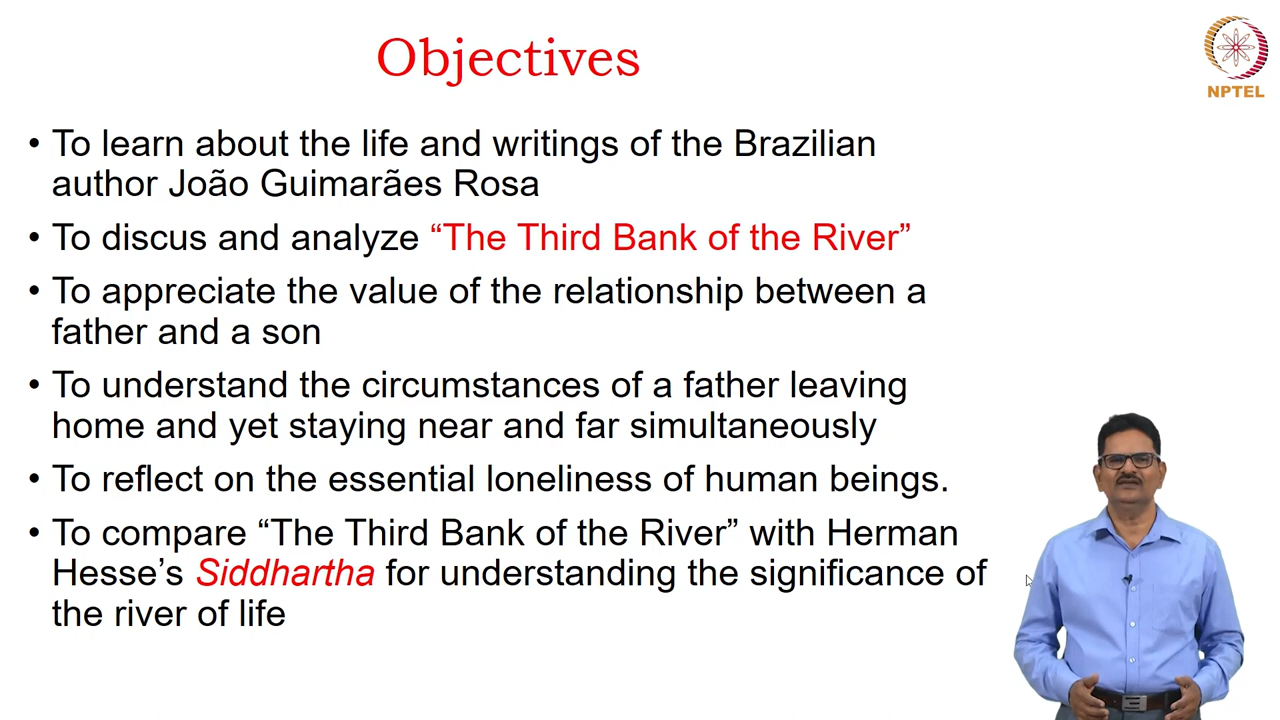 Objectives
NPTEL
• To learn about the life and writings of the Brazilian
author João Guimarães Rosa
• To discus and analyze “The Third Bank of the River”
• To appreciate the value of the relationship between a
father and a son
• To understand the circumstances of a father leaving
home and yet staying near and far simultaneously
• To reflect on the essential loneliness of human beings.
• To compare “The Third Bank of the River” with Herman
Hesse’s Siddhartha for understanding the significance of
the river of life